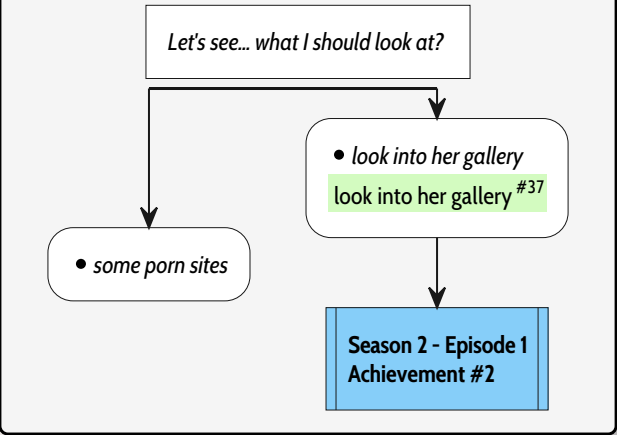 Let's see... what I should look at?
• look into her gallery
look into her gallery #37
• some porn sites
Season 2 - Episode 1
Achievement #2